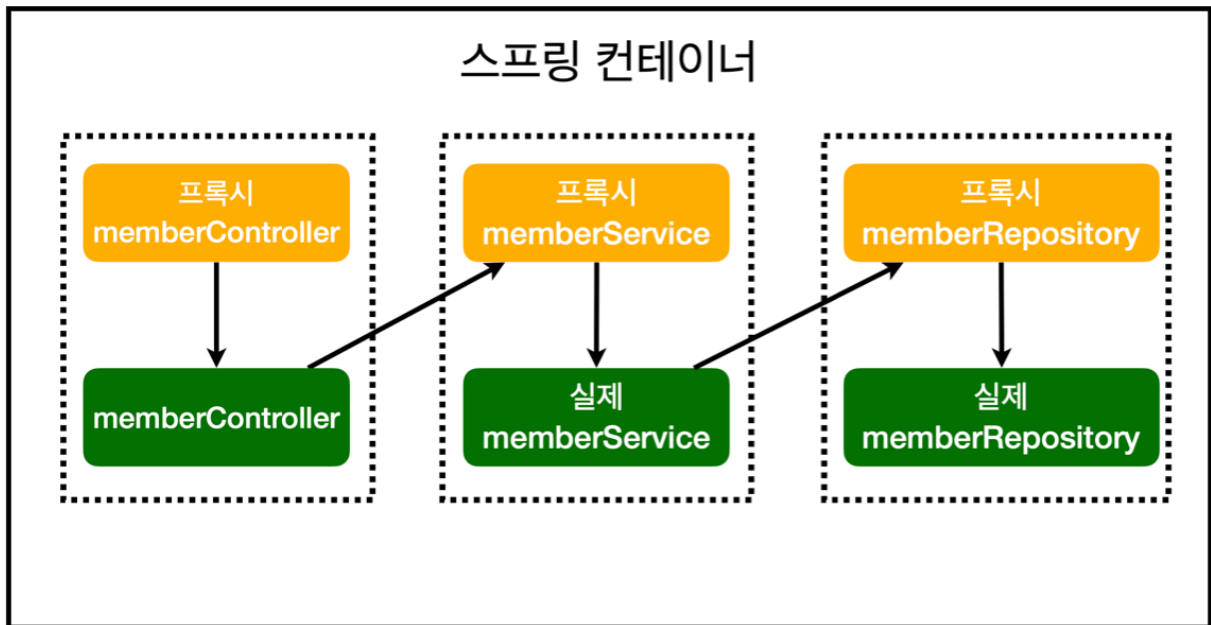 스프링 컨테이너
프록시
memberController
프록시
memberService
프록시
memberRepository
memberController
실제
memberService
실제
memberRepository